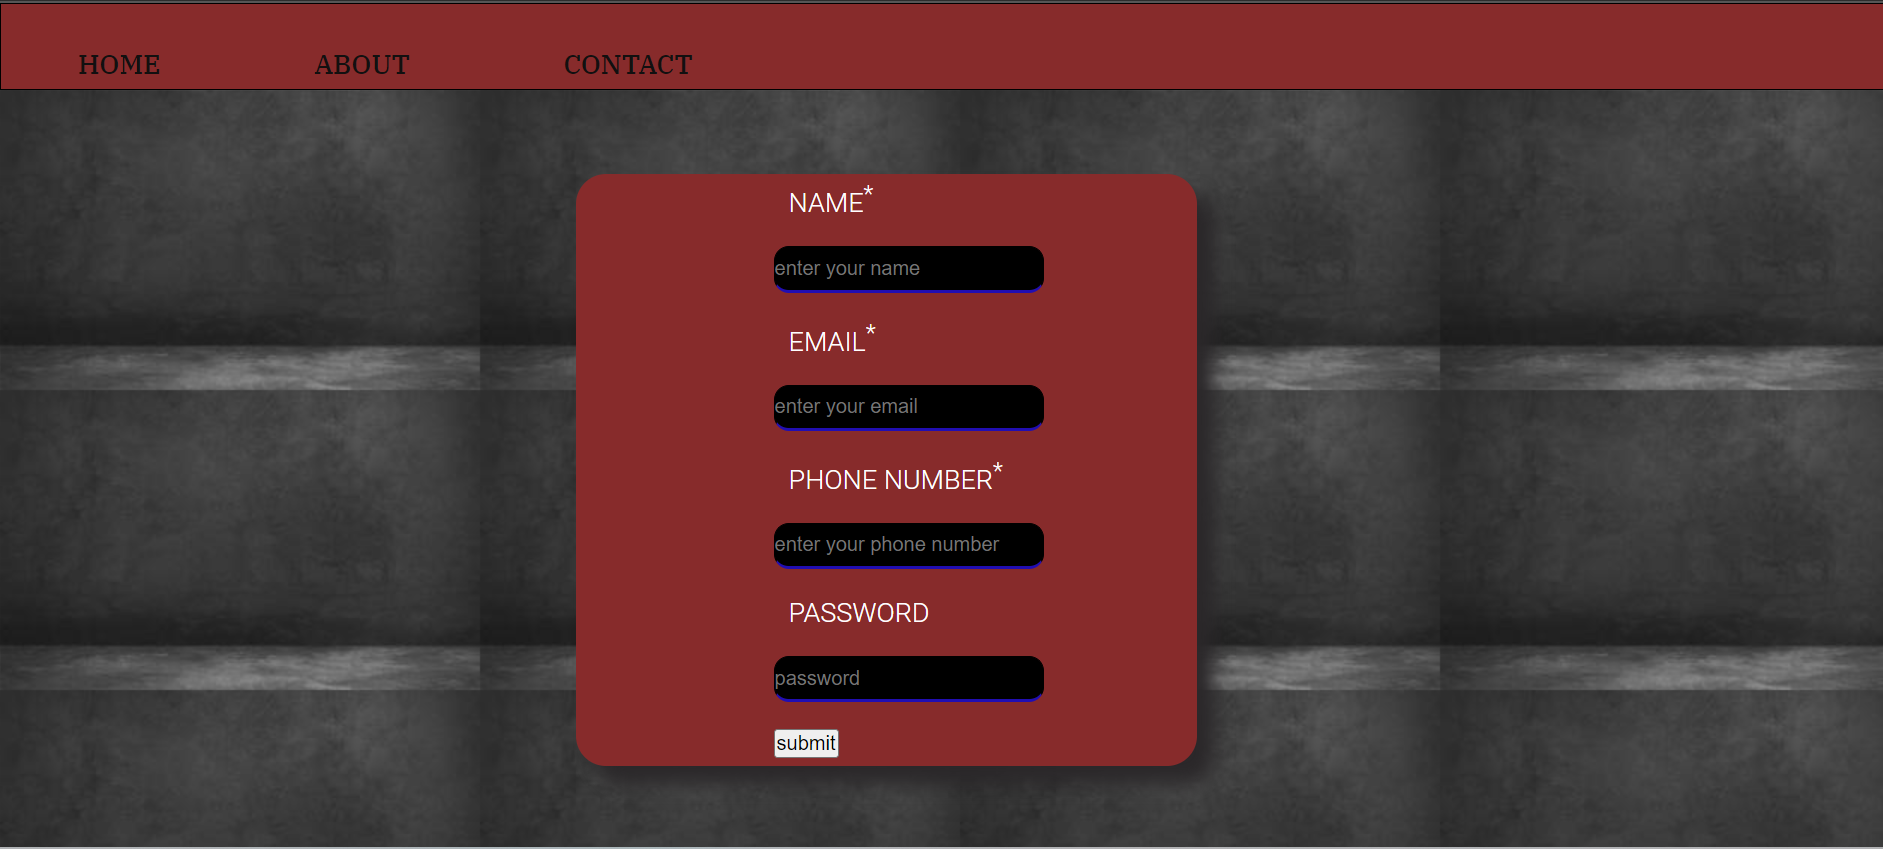 HOME ABOUT CONTACT
NAME*
enter your name
EMAIL*
enter your email
PHONE NUMBER*
enter your phone number
PASSWORD
password
submit